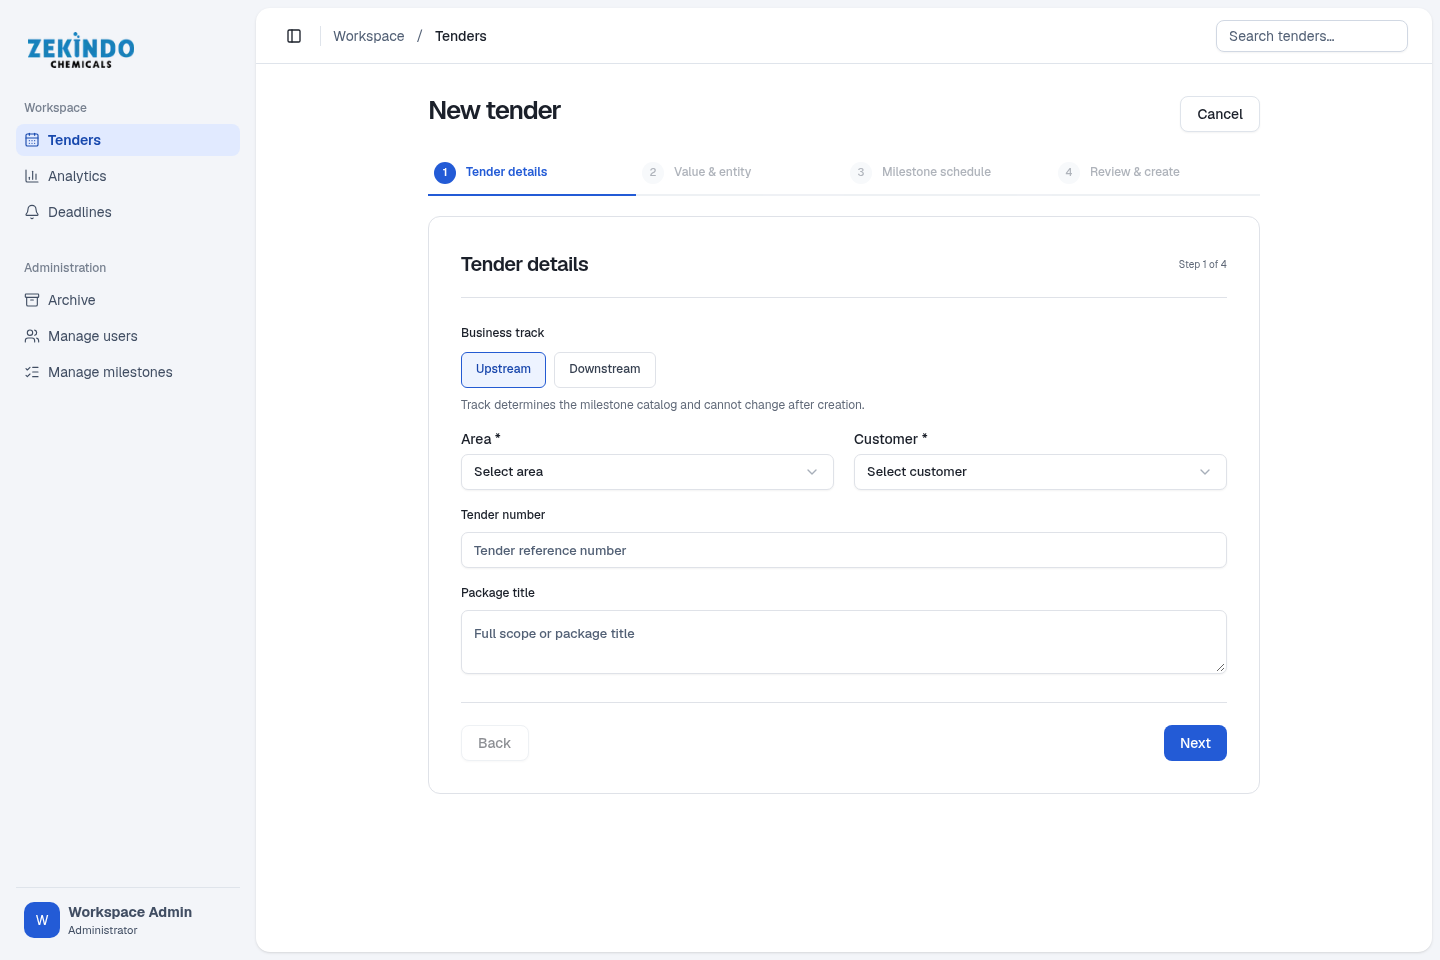 ZEKINDO
CHEMICALS
Workspace
Tenders
Analytics
Deadlines
Administration
Archive
Manage users
Manage milestones
W
Workspace Admin
Administrator
Workspace / Tenders
Search tenders...
New tender
Cancel
1 Tender details
2 Value & entity
3 Milestone schedule
4 Review & create
Tender details
Step 1 of 4
Business track
Upstream
Downstream
Track determines the milestone catalog and cannot change after creation.
Area *
Customer *
Select area
Select customer
Tender number
Tender reference number
Package title
Full scope or package title
Back
Next